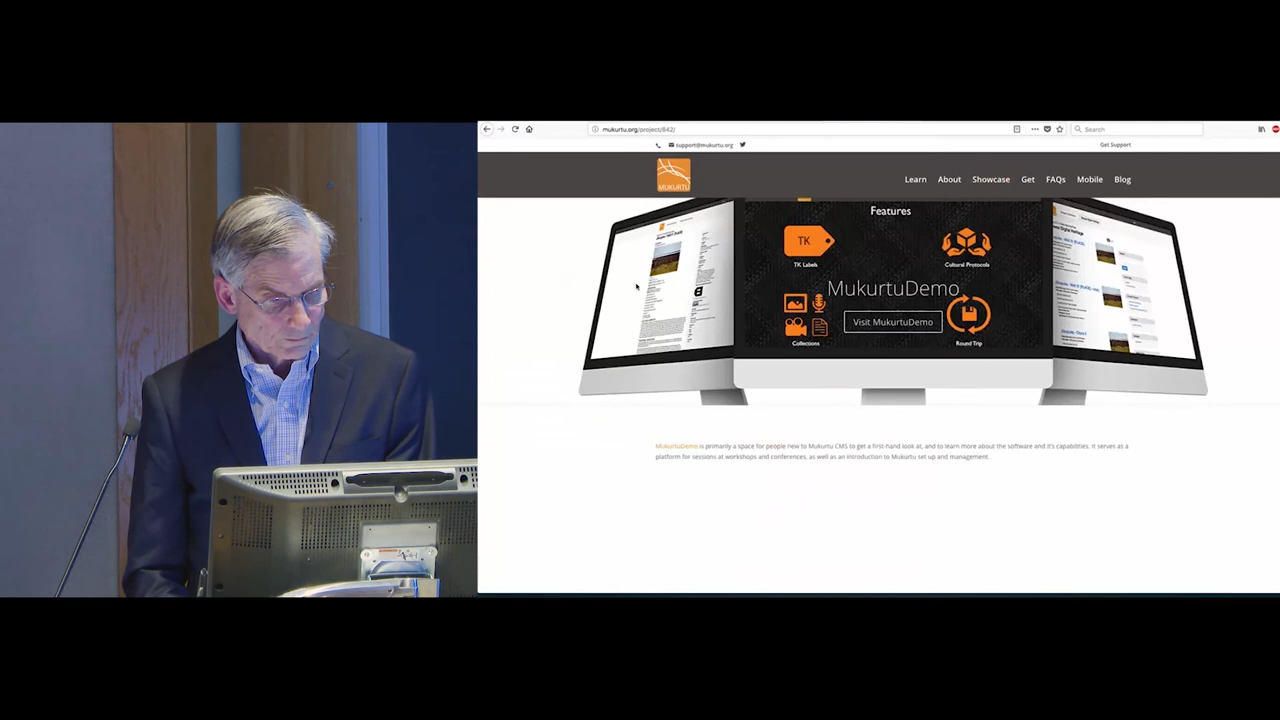 mukurtu.org/project/642/
Search
support@mukurtu.org
Get Support
MUKURTU
Learn About Showcase Get FAQs Mobile Blog
Features
TK
TK Labels
Cultural Protocols
MukurtuDemo
Visit MukurtuDemo
Collections
Round Trip
MukurtuDemo is primarily a space for people new to Mukurtu CMS to get a first-hand look at, and to learn more about the software and it's capabilities. It serves as a
platform for sessions at workshops and conferences, as well as an introduction to Mukurtu set up and management.